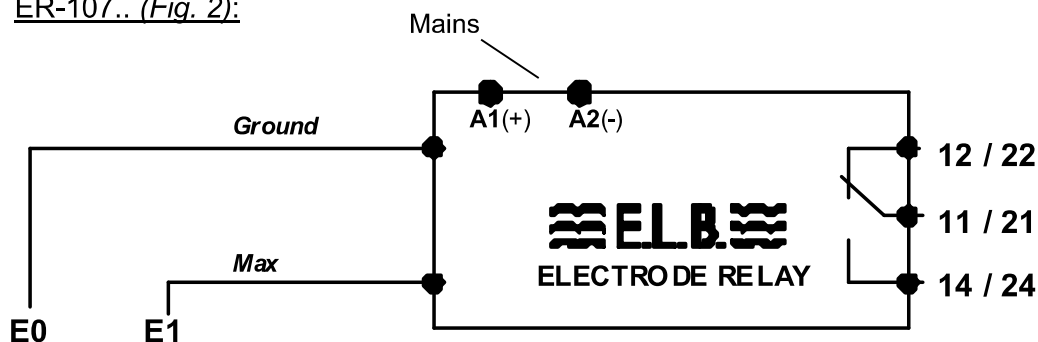 ER-107.. (Fig. 2):
Mains
A1(+) A2(-)
Ground
12 / 22
11 / 21
E.L.B.
ELECTRODE RELAY
Max
14 / 24
E0 E1